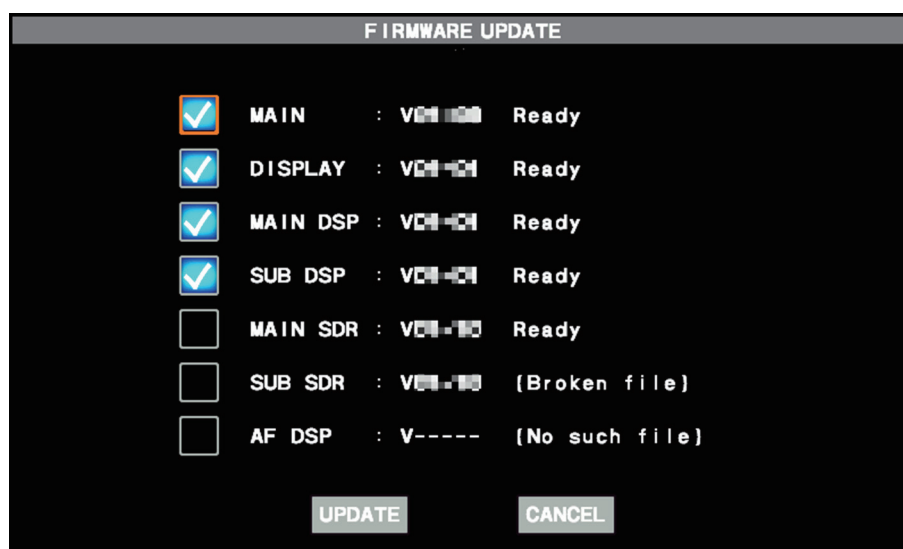 FIRMWARE UPDATE
MAIN : Ready
DISPLAY : Ready
MAIN DSP : Ready
SUB DSP : Ready
MAIN SDR : Ready
SUB SDR : (Broken file)
AF DSP : V----- (No such file)
UPDATE CANCEL